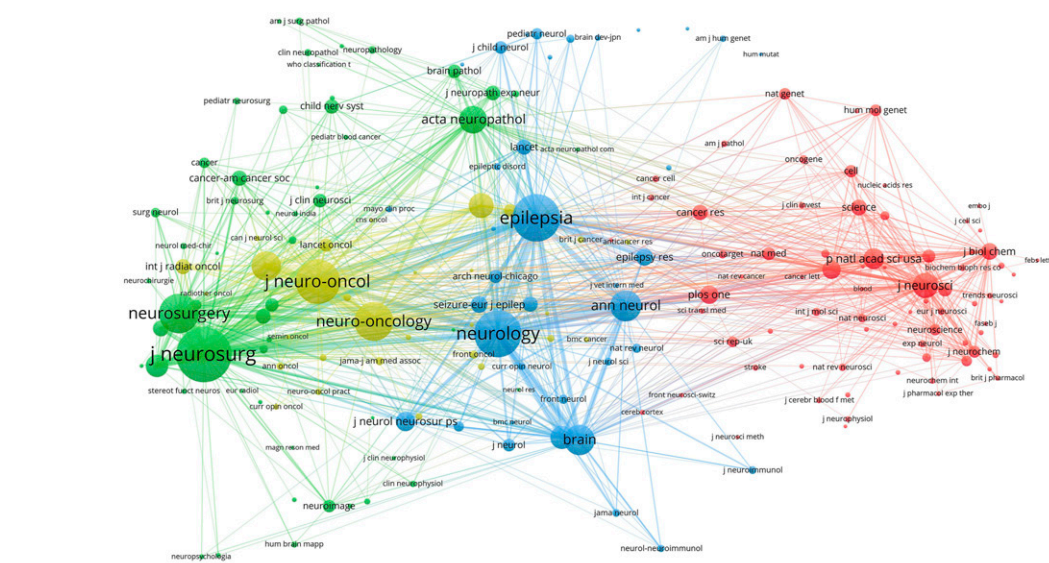 am j surg pathol
pediatr neurol
brain dev-jpn
am j hum genet
j child neurol
clin neuropathol
neuropathology
hum mutat
who classification t
brain pathol
j neuropath exp neur
nat genet
pediatr neurosurg
child nerv syst
hum mol genet
acta neuropathol
pediatr blood cancer
am j pathol
lancet
acta neuropathol com
cancer
epileptic disord
oncogene
cell
cancer-am cancer soc
cancer cell
nucleic acids res
brit j neurosurg
j clin neurosci
int j cancer
j clin invest
science
embo j
surg neurol
neurol india
mayo clin proc
cns oncol
epilepsia
cancer res
j cell sci
can j neurol sci
lancet oncol
brit j cancer
anticancer res
neurol med-chir
oncotarget
nat med
p natl acad sci usa
j biol chem
epilepsy res
febs lett
int j radiat oncol
biochem bioph res co
neurochirurgie
j neuro-oncol
arch neurol-chicago
nat rev cancer
cancer lett
j vet intern med
j neurosci
radiother oncol
plos one
blood
trends neurosci
seizure-eur j epilep
ann neurol
neurosurgery
neuro-oncology
sci transl med
int j mol sci
nat neurosci
eur j neurosci
faseb j
neurology
neuroscience
gemin oncol
bmc cancer
sci rep-uk
exp neurol
j neurosurg
front oncol
nat rev neurol
j neurochem
jama-j am med assoc
j neurol sci
ann oncol
curr opin neurol
stroke
nat rev neurosci
brit j pharmacol
neurochem int
stereot funct neuros
eur radiol
neuro-oncol pract
neurol res
front neurosci-switz
j pharmacol exp ther
front neurol
j cerebr blood f met
curr opin oncol
cereb cortex
j neurophysiol
j neurol neurosur ps
bmc neurol
brain
j neurosci meth
j neurol
magn reson med
j clin neurophysiol
j neuroimmunol
clin neurophysiol
neuroimage
jama neurol
hum brain mapp
neurol-neuroimmunol
neuropsychologia